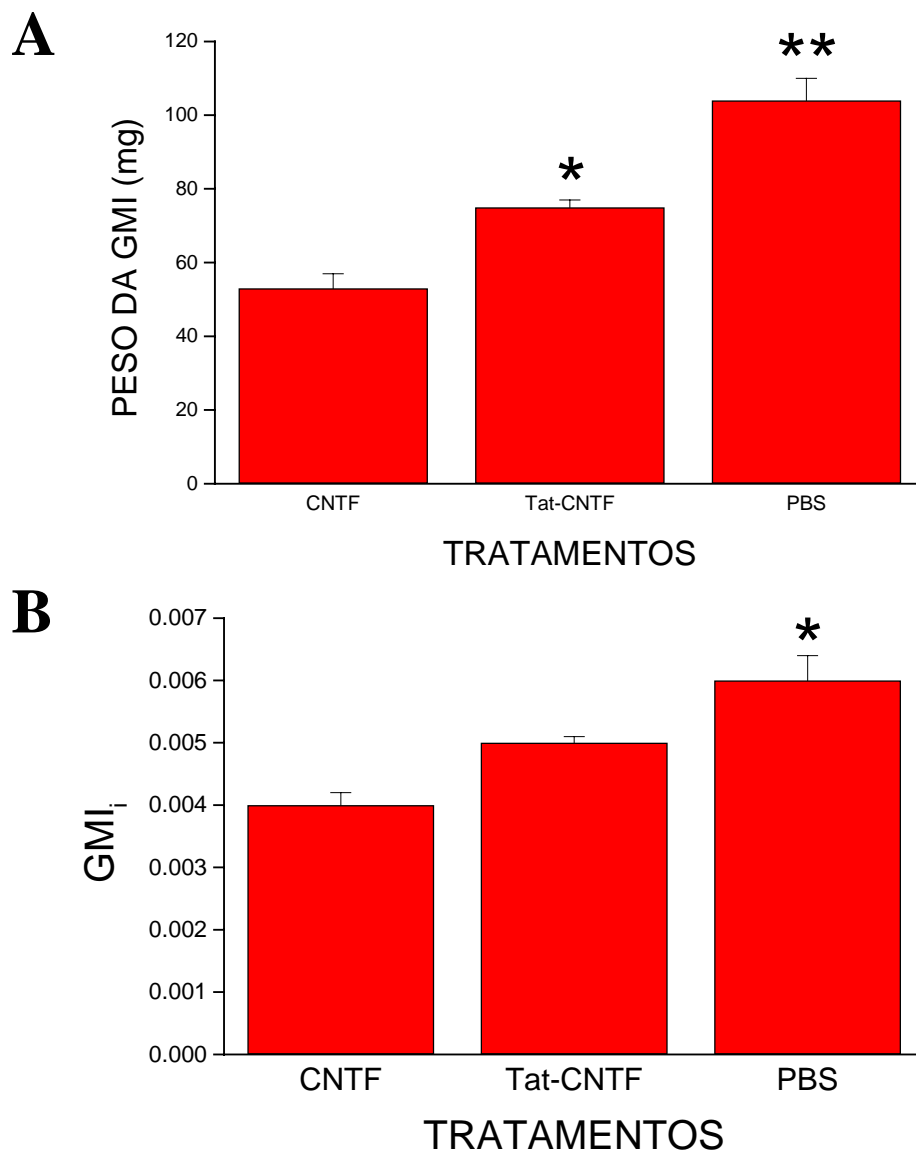 A
**
*
120
100
80
60
40
20
0
PESO DA GMI (mg)
CNTF Tat-CNTF PBS
TRATAMENTOS
B
*
0.007
0.006
0.005
0.004
0.003
0.002
0.001
0.000
GMIᵢ
CNTF Tat-CNTF PBS
TRATAMENTOS